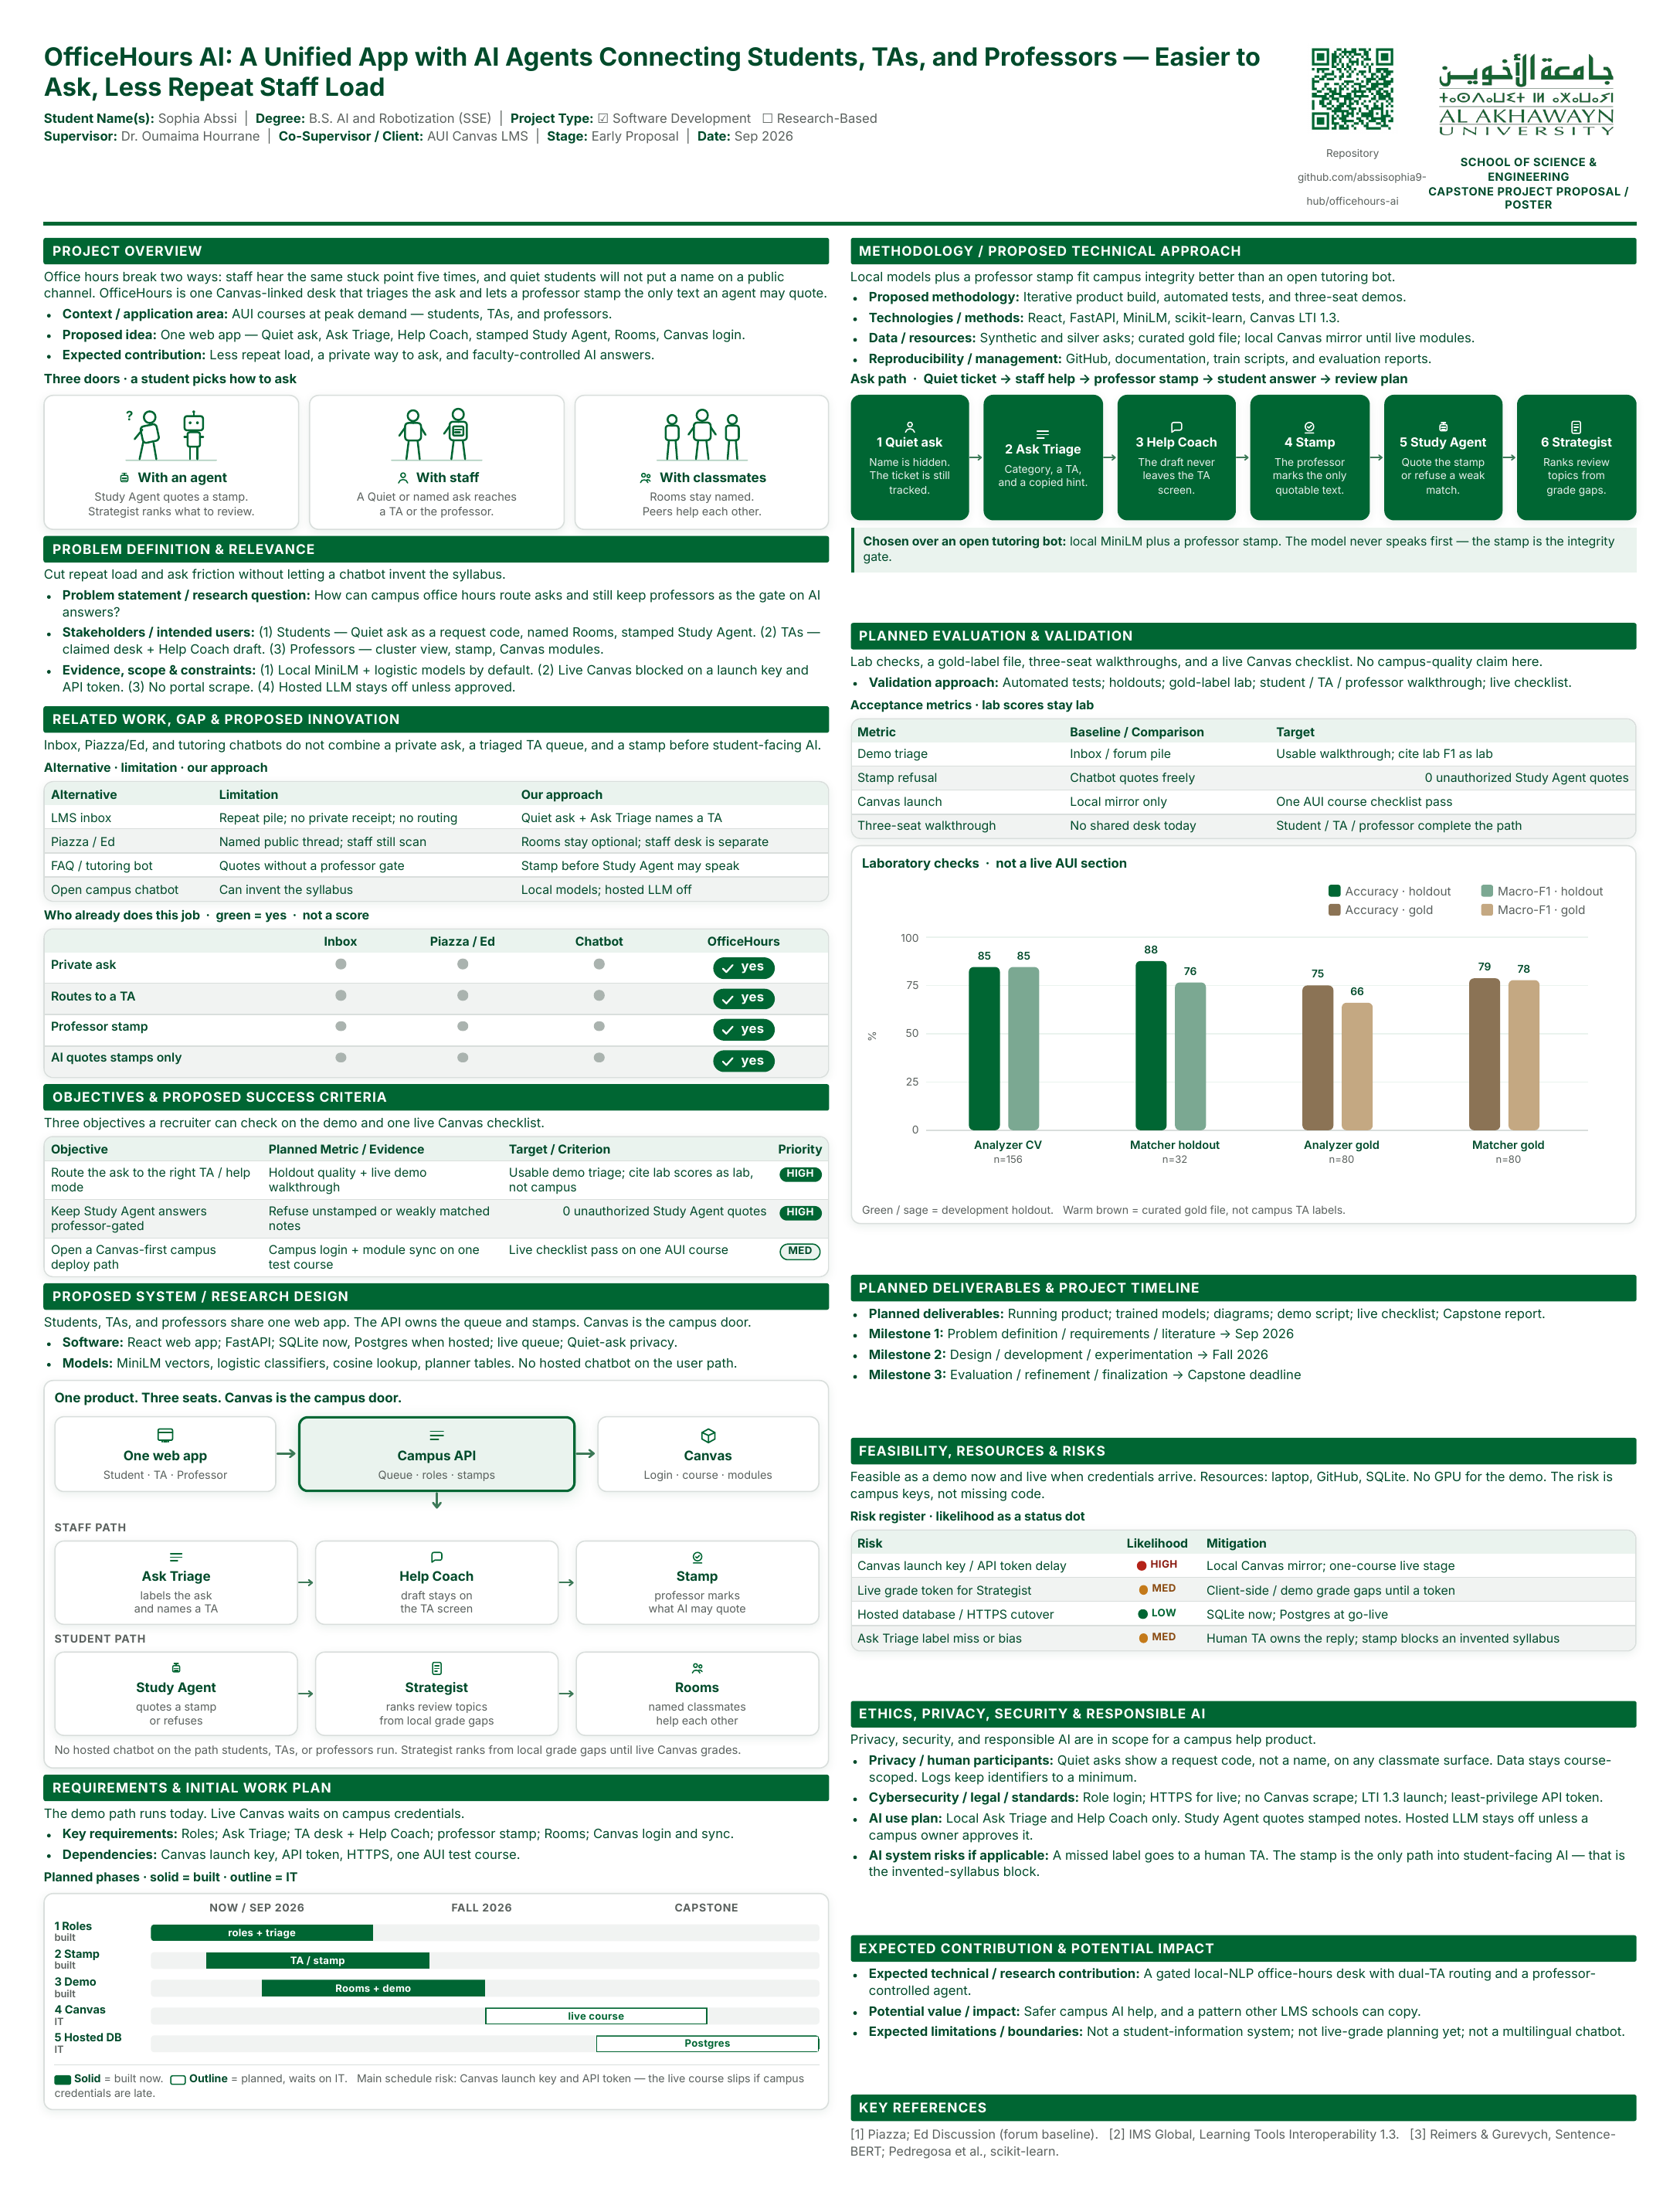 OfficeHours AI: A Unified App with AI Agents Connecting Students, TAs, and Professors — Easier to
Ask, Less Repeat Staff Load
Student Name(s): Sophia Abssi | Degree: B.S. AI and Robotization (SSE) | Project Type: ☑ Software Development ☐ Research-Based
Supervisor: Dr. Oumaima Hourrane | Co-Supervisor / Client: AUI Canvas LMS | Stage: Early Proposal | Date: Sep 2026
Repository
github.com/abssisophia9-
hub/officehours-ai
جامعة الأخوين
AL AKHAWAYN
UNIVERSITY
SCHOOL OF SCIENCE &
ENGINEERING
CAPSTONE PROJECT PROPOSAL /
POSTER
PROJECT OVERVIEW
Office hours break two ways: staff hear the same stuck point five times, and quiet students will not put a name on a public
channel. OfficeHours is one Canvas-linked desk that triages the ask and lets a professor stamp the only text an agent may quote.
• Context / application area: AUI courses at peak demand — students, TAs, and professors.
• Proposed idea: One web app — Quiet ask, Ask Triage, Help Coach, stamped Study Agent, Rooms, Canvas login.
• Expected contribution: Less repeat load, a private way to ask, and faculty-controlled AI answers.
Three doors · a student picks how to ask
?
With an agent
Study Agent quotes a stamp.
Strategist ranks what to review.
With staff
A Quiet or named ask reaches
a TA or the professor.
With classmates
Rooms stay named.
Peers help each other.
PROBLEM DEFINITION & RELEVANCE
Cut repeat load and ask friction without letting a chatbot invent the syllabus.
• Problem statement / research question: How can campus office hours route asks and still keep professors as the gate on AI
answers?
• Stakeholders / intended users: (1) Students — Quiet ask as a request code, named Rooms, stamped Study Agent. (2) TAs —
claimed desk + Help Coach draft. (3) Professors — cluster view, stamp, Canvas modules.
• Evidence, scope & constraints: (1) Local MiniLM + logistic models by default. (2) Live Canvas blocked on a launch key and
API token. (3) No portal scrape. (4) Hosted LLM stays off unless approved.
RELATED WORK, GAP & PROPOSED INNOVATION
Inbox, Piazza/Ed, and tutoring chatbots do not combine a private ask, a triaged TA queue, and a stamp before student-facing AI.
Alternative · limitation · our approach
Alternative Limitation Our approach
LMS inbox Repeat pile; no private receipt; no routing Quiet ask + Ask Triage names a TA
Piazza / Ed Named public thread; staff still scan Rooms stay optional; staff desk is separate
FAQ / tutoring bot Quotes without a professor gate Stamp before Study Agent may speak
Open campus chatbot Can invent the syllabus Local models; hosted LLM off
Who already does this job · green = yes · not a score
Inbox Piazza / Ed Chatbot OfficeHours
Private ask yes
Routes to a TA yes
Professor stamp yes
AI quotes stamps only yes
OBJECTIVES & PROPOSED SUCCESS CRITERIA
Three objectives a recruiter can check on the demo and one live Canvas checklist.
Objective Planned Metric / Evidence Target / Criterion Priority
Route the ask to the right TA / help
mode
Holdout quality + live demo
walkthrough
Usable demo triage; cite lab scores as lab,
not campus
HIGH
Keep Study Agent answers
professor-gated
Refuse unstamped or weakly matched
notes
0 unauthorized Study Agent quotes
HIGH
Open a Canvas-first campus
deploy path
Campus login + module sync on one
test course
Live checklist pass on one AUI course
MED
PROPOSED SYSTEM / RESEARCH DESIGN
Students, TAs, and professors share one web app. The API owns the queue and stamps. Canvas is the campus door.
• Software: React web app; FastAPI; SQLite now, Postgres when hosted; live queue; Quiet-ask privacy.
• Models: MiniLM vectors, logistic classifiers, cosine lookup, planner tables. No hosted chatbot on the user path.
One product. Three seats. Canvas is the campus door.
One web app
Student · TA · Professor
Campus API
Queue · roles · stamps
Canvas
Login · course · modules
STAFF PATH
Ask Triage
labels the ask
and names a TA
Help Coach
draft stays on
the TA screen
Stamp
professor marks
what AI may quote
STUDENT PATH
Study Agent
quotes a stamp
or refuses
Strategist
ranks review topics
from local grade gaps
Rooms
named classmates
help each other
No hosted chatbot on the path students, TAs, or professors run. Strategist ranks from local grade gaps until live Canvas grades.
REQUIREMENTS & INITIAL WORK PLAN
The demo path runs today. Live Canvas waits on campus credentials.
• Key requirements: Roles; Ask Triage; TA desk + Help Coach; professor stamp; Rooms; Canvas login and sync.
• Dependencies: Canvas launch key, API token, HTTPS, one AUI test course.
Planned phases · solid = built · outline = IT
NOW / SEP 2026 FALL 2026 CAPSTONE
1 Roles
built
roles + triage
2 Stamp
built
TA / stamp
3 Demo
built
Rooms + demo
4 Canvas
IT
live course
5 Hosted DB
IT
Postgres
Solid = built now. Outline = planned, waits on IT. Main schedule risk: Canvas launch key and API token — the live course slips if campus
credentials are late.
METHODOLOGY / PROPOSED TECHNICAL APPROACH
Local models plus a professor stamp fit campus integrity better than an open tutoring bot.
• Proposed methodology: Iterative product build, automated tests, and three-seat demos.
• Technologies / methods: React, FastAPI, MiniLM, scikit-learn, Canvas LTI 1.3.
• Data / resources: Synthetic and silver asks; curated gold file; local Canvas mirror until live modules.
• Reproducibility / management: GitHub, documentation, train scripts, and evaluation reports.
Ask path · Quiet ticket → staff help → professor stamp → student answer → review plan
1 Quiet ask
Name is hidden.
The ticket is still
tracked.
2 Ask Triage
Category, a TA,
and a copied hint.
3 Help Coach
The draft never
leaves the TA
screen.
4 Stamp
The professor
marks the only
quotable text.
5 Study Agent
Quote the stamp
or refuse a weak
match.
6 Strategist
Ranks review
topics from
grade gaps.
Chosen over an open tutoring bot: local MiniLM plus a professor stamp. The model never speaks first — the stamp is the integrity
gate.
PLANNED EVALUATION & VALIDATION
Lab checks, a gold-label file, three-seat walkthroughs, and a live Canvas checklist. No campus-quality claim here.
• Validation approach: Automated tests; holdouts; gold-label lab; student / TA / professor walkthrough; live checklist.
Acceptance metrics · lab scores stay lab
Metric Baseline / Comparison Target
Demo triage Inbox / forum pile Usable walkthrough; cite lab F1 as lab
Stamp refusal Chatbot quotes freely 0 unauthorized Study Agent quotes
Canvas launch Local mirror only One AUI course checklist pass
Three-seat walkthrough No shared desk today Student / TA / professor complete the path
Laboratory checks · not a live AUI section
Accuracy · holdout Macro-F1 · holdout
Accuracy · gold Macro-F1 · gold
100
75
50
25
0
%
85 85 88 76 75 66 79 78
Analyzer CV Matcher holdout Analyzer gold Matcher gold
n=156 n=32 n=80 n=80
Green / sage = development holdout. Warm brown = curated gold file, not campus TA labels.
PLANNED DELIVERABLES & PROJECT TIMELINE
• Planned deliverables: Running product; trained models; diagrams; demo script; live checklist; Capstone report.
• Milestone 1: Problem definition / requirements / literature → Sep 2026
• Milestone 2: Design / development / experimentation → Fall 2026
• Milestone 3: Evaluation / refinement / finalization → Capstone deadline
FEASIBILITY, RESOURCES & RISKS
Feasible as a demo now and live when credentials arrive. Resources: laptop, GitHub, SQLite. No GPU for the demo. The risk is
campus keys, not missing code.
Risk register · likelihood as a status dot
Risk Likelihood Mitigation
Canvas launch key / API token delay HIGH Local Canvas mirror; one-course live stage
Live grade token for Strategist MED Client-side / demo grade gaps until a token
Hosted database / HTTPS cutover LOW SQLite now; Postgres at go-live
Ask Triage label miss or bias MED Human TA owns the reply; stamp blocks an invented syllabus
ETHICS, PRIVACY, SECURITY & RESPONSIBLE AI
Privacy, security, and responsible AI are in scope for a campus help product.
• Privacy / human participants: Quiet asks show a request code, not a name, on any classmate surface. Data stays course-
scoped. Logs keep identifiers to a minimum.
• Cybersecurity / legal / standards: Role login; HTTPS for live; no Canvas scrape; LTI 1.3 launch; least-privilege API token.
• AI use plan: Local Ask Triage and Help Coach only. Study Agent quotes stamped notes. Hosted LLM stays off unless a
campus owner approves it.
• AI system risks if applicable: A missed label goes to a human TA. The stamp is the only path into student-facing AI — that is
the invented-syllabus block.
EXPECTED CONTRIBUTION & POTENTIAL IMPACT
• Expected technical / research contribution: A gated local-NLP office-hours desk with dual-TA routing and a professor-
controlled agent.
• Potential value / impact: Safer campus AI help, and a pattern other LMS schools can copy.
• Expected limitations / boundaries: Not a student-information system; not live-grade planning yet; not a multilingual chatbot.
KEY REFERENCES
[1] Piazza; Ed Discussion (forum baseline). [2] IMS Global, Learning Tools Interoperability 1.3. [3] Reimers & Gurevych, Sentence-
BERT; Pedregosa et al., scikit-learn.